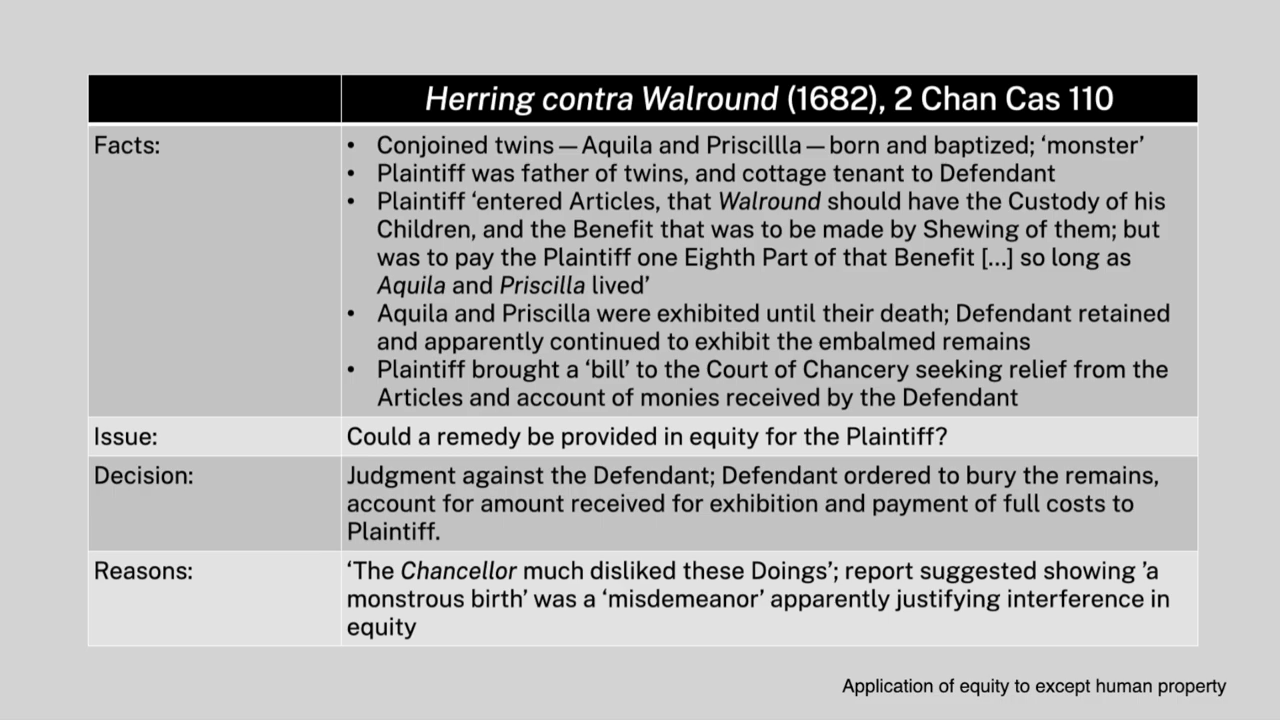 Herring contra Walround (1682), 2 Chan Cas 110
Facts:
• Conjoined twins—Aquila and Priscillla—born and baptized; ‘monster’
• Plaintiff was father of twins, and cottage tenant to Defendant
• Plaintiff ‘entered Articles, that Walround should have the Custody of his
Children, and the Benefit that was to be made by Shewing of them; but
was to pay the Plaintiff one Eighth Part of that Benefit [...] so long as
Aquila and Priscilla lived’
• Aquila and Priscilla were exhibited until their death; Defendant retained
and apparently continued to exhibit the embalmed remains
• Plaintiff brought a ‘bill’ to the Court of Chancery seeking relief from the
Articles and account of monies received by the Defendant
Issue:
Could a remedy be provided in equity for the Plaintiff?
Decision:
Judgment against the Defendant; Defendant ordered to bury the remains,
account for amount received for exhibition and payment of full costs to
Plaintiff.
Reasons:
‘The Chancellor much disliked these Doings’; report suggested showing ’a
monstrous birth’ was a ‘misdemeanor’ apparently justifying interference in
equity
Application of equity to except human property